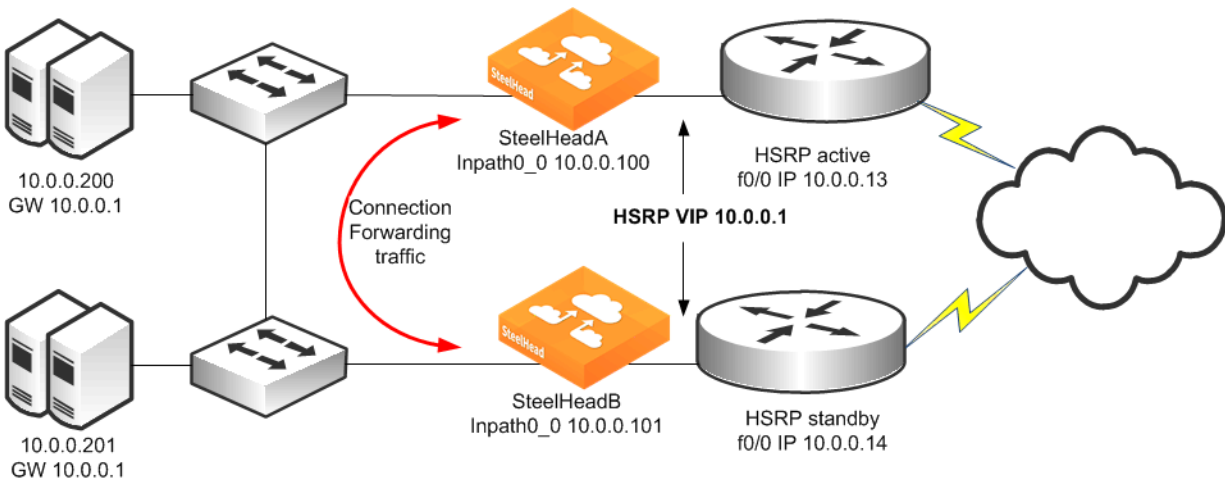 SteelHead
SteelHeadA
Inpath0_0 10.0.0.100
HSRP active
f0/0 IP 10.0.0.13
10.0.0.200
GW 10.0.0.1
Connection
Forwarding
traffic
HSRP VIP 10.0.0.1
SteelHead
SteelHeadB
Inpath0_0 10.0.0.101
HSRP standby
f0/0 IP 10.0.0.14
10.0.0.201
GW 10.0.0.1